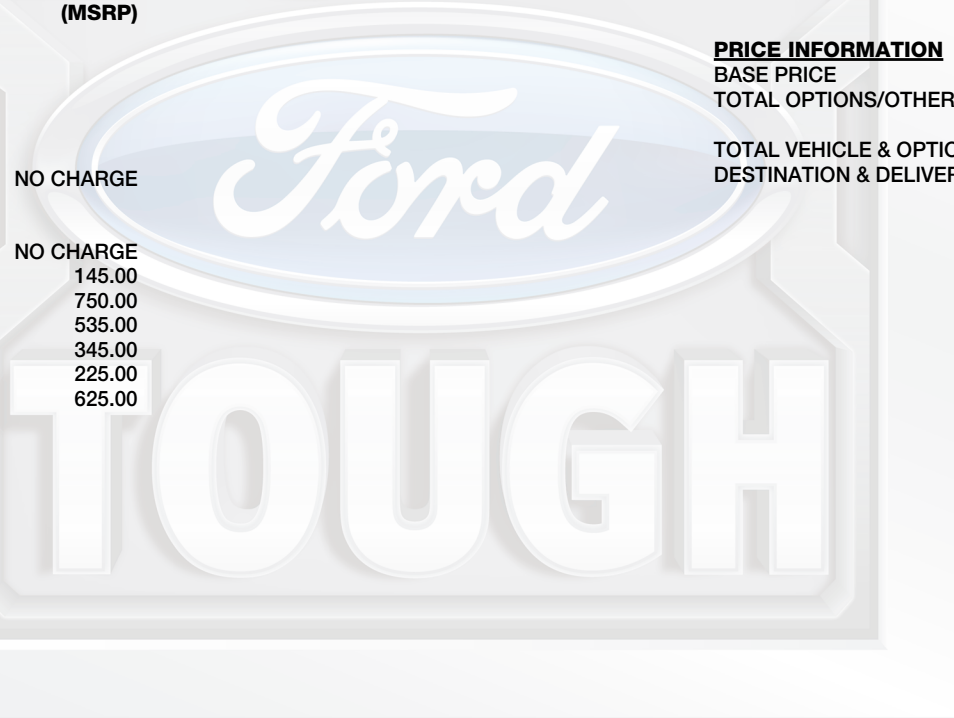 (MSRP)
NO CHARGE
NO CHARGE
145.00
750.00
535.00
345.00
225.00
625.00
PRICE INFORMATION
BASE PRICE
TOTAL OPTIONS/OTHER
TOTAL VEHICLE & OPTIO
DESTINATION & DELIVER
Ford
TOUGH